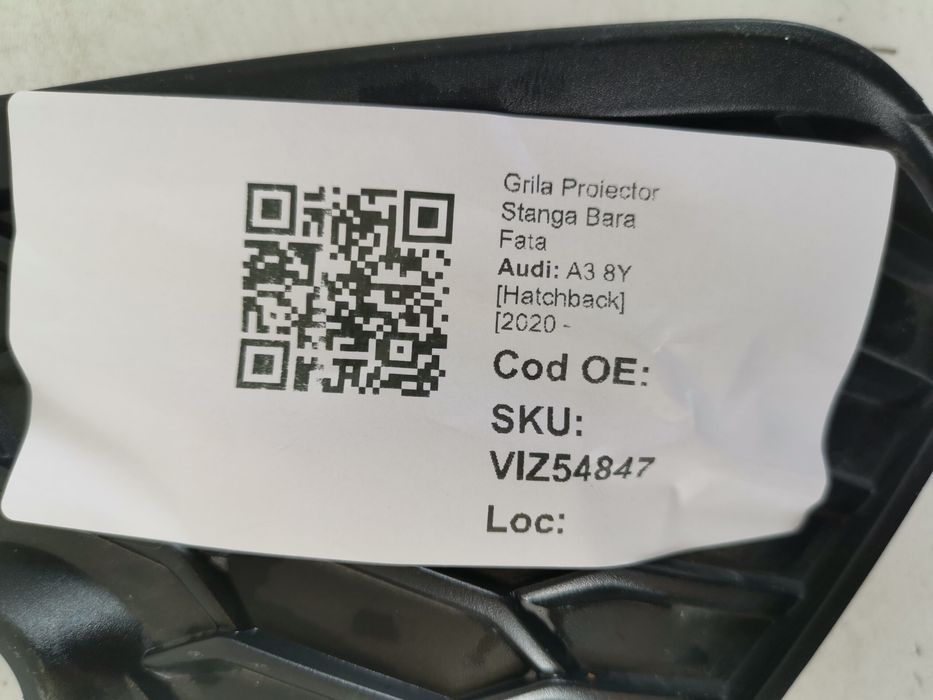 Grila Proiector
Stanga Bara
Fata
Audi: A3 8Y
[Hatchback]
[2020 -
Cod OE:
SKU:
VIZ54847
Loc: